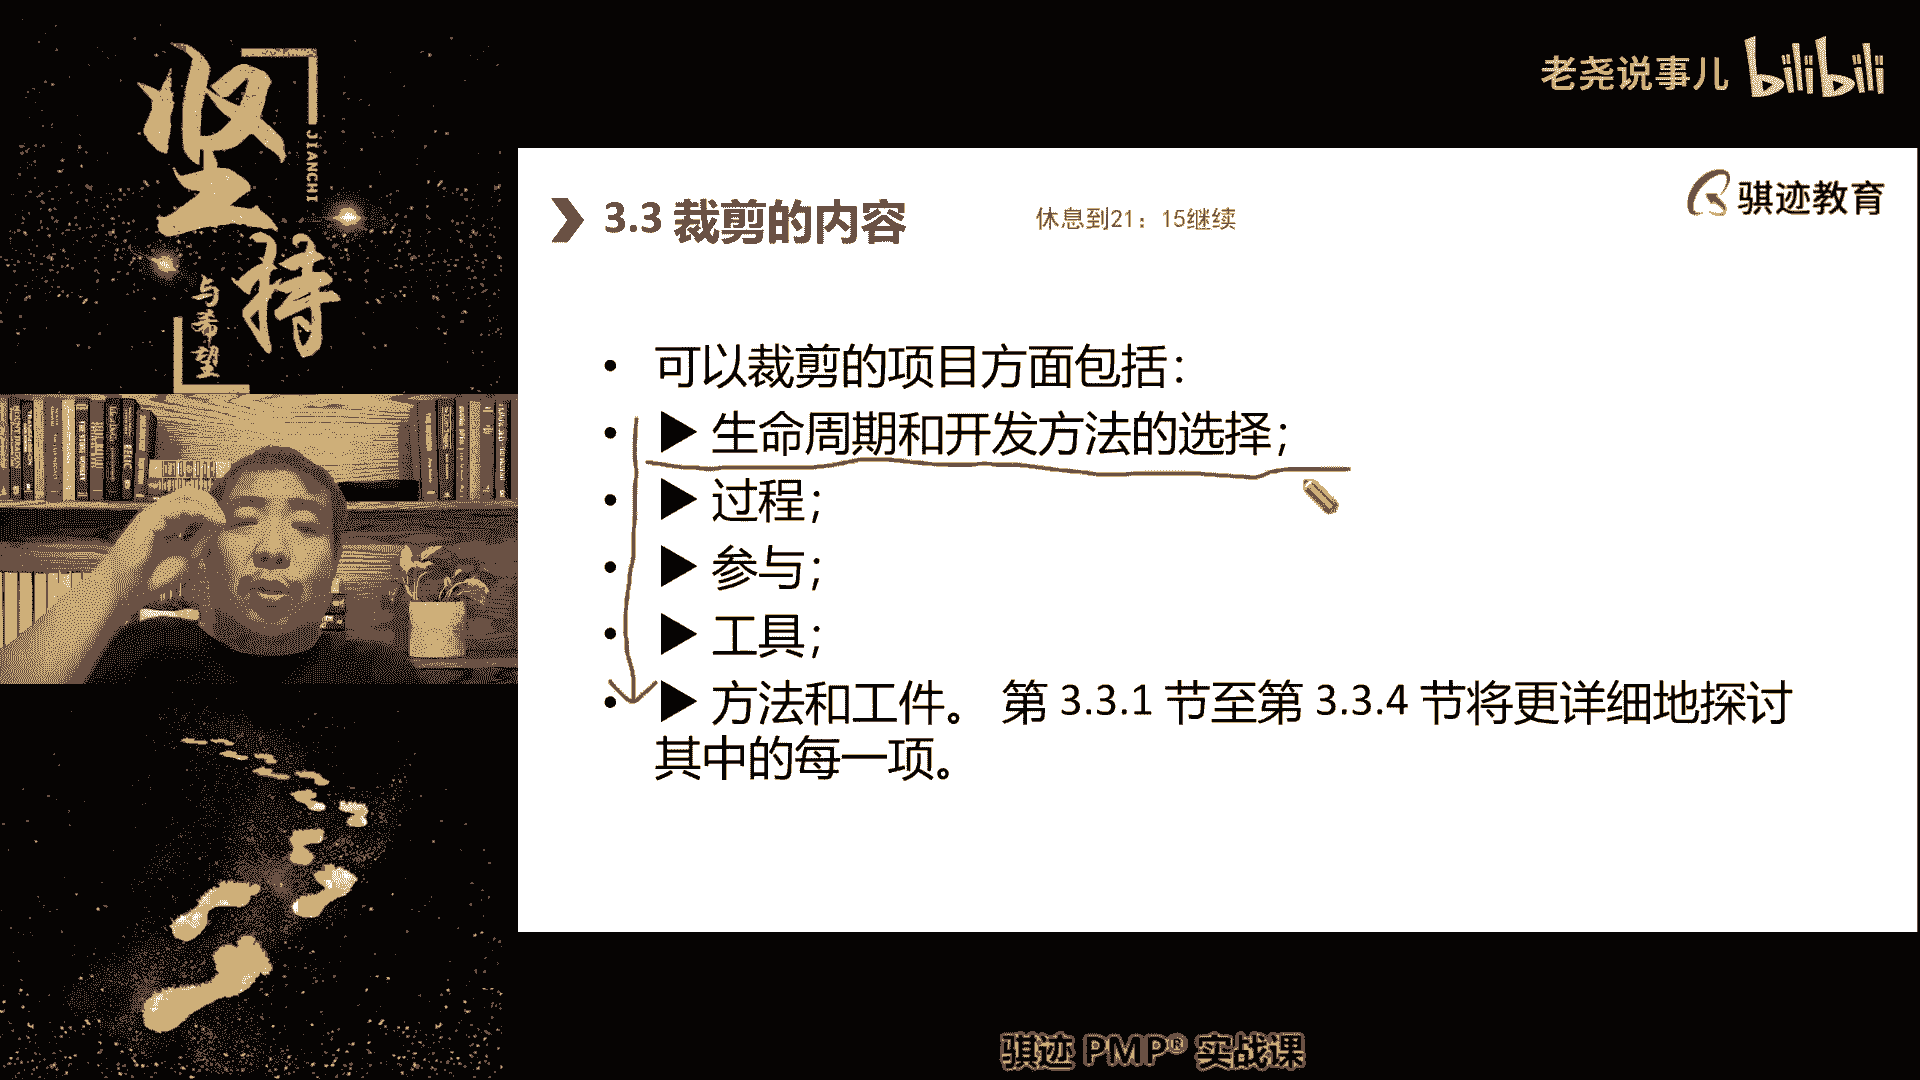 坚持
JIANCHI
与希望
老尧说事儿 bilibili
骐迹教育
3.3 裁剪的内容
休息到21：15继续
• 可以裁剪的项目方面包括：
• ▶ 生命周期和开发方法的选择；
• ▶ 过程；
• ▶ 参与；
• ▶ 工具；
• ▶ 方法和工件。 第 3.3.1 节至第 3.3.4 节将更详细地探讨
其中的每一项。
骐迹 PMP® 实战课